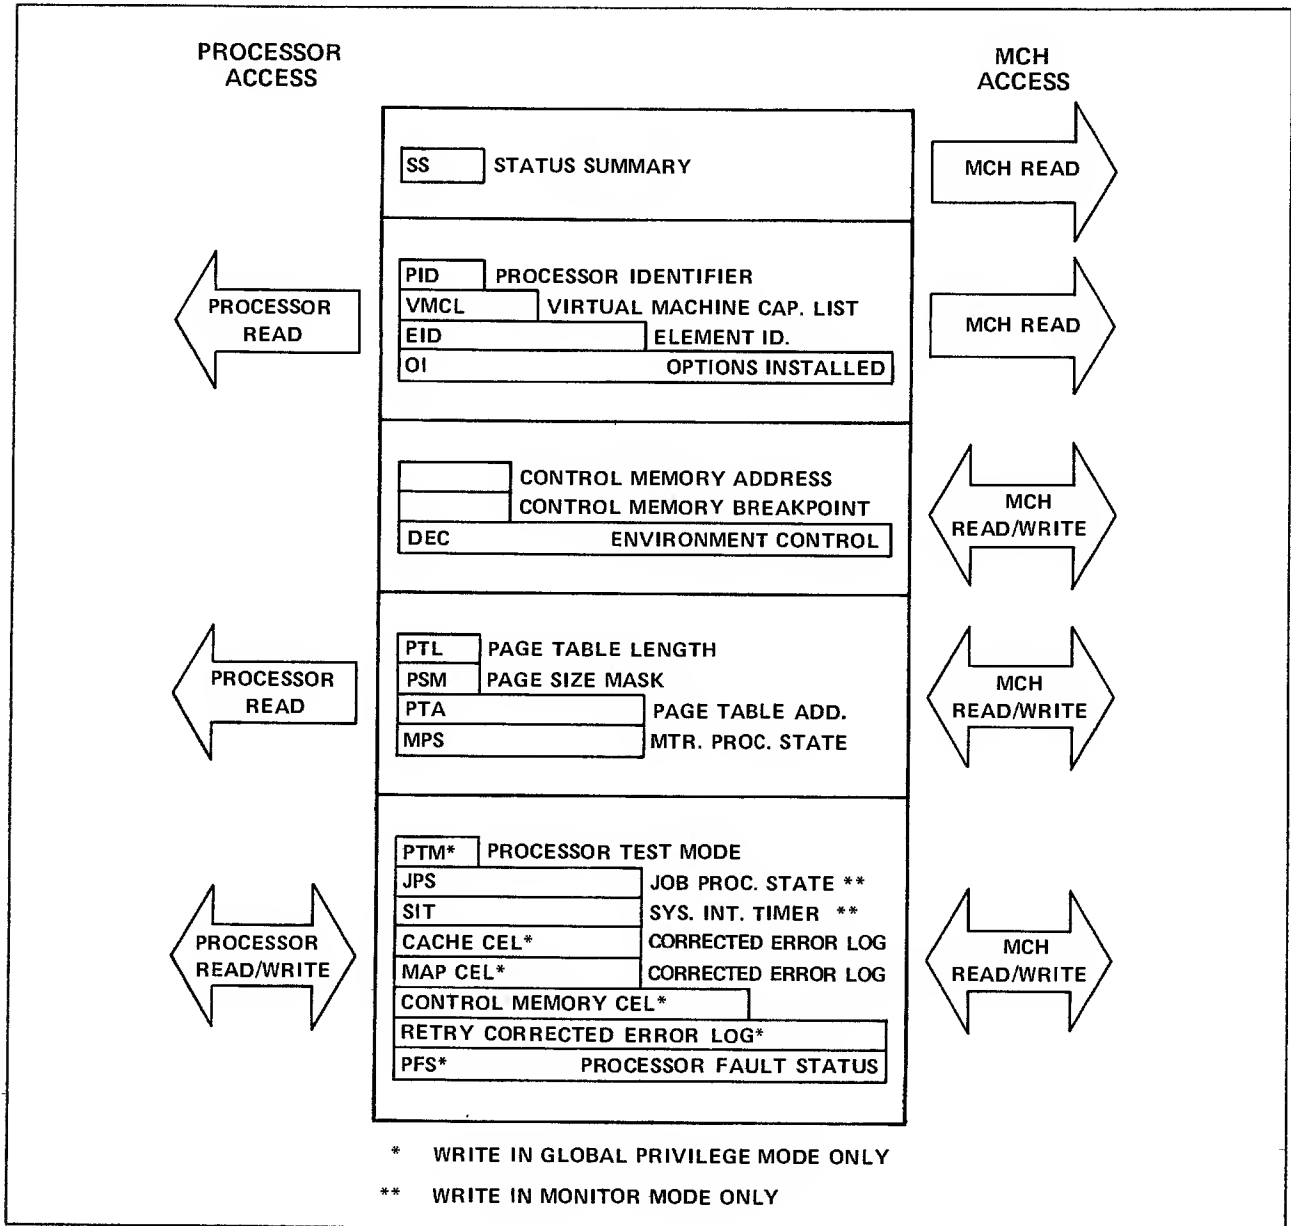 PROCESSOR
ACCESS
MCH
ACCESS
SS STATUS SUMMARY
MCH READ
PID PROCESSOR IDENTIFIER
VMCL VIRTUAL MACHINE CAP. LIST
EID ELEMENT ID.
OI OPTIONS INSTALLED
PROCESSOR
READ
MCH READ
CONTROL MEMORY ADDRESS
CONTROL MEMORY BREAKPOINT
DEC ENVIRONMENT CONTROL
MCH
READ/WRITE
PTL PAGE TABLE LENGTH
PSM PAGE SIZE MASK
PTA PAGE TABLE ADD.
MPS MTR. PROC. STATE
PROCESSOR
READ
MCH
READ/WRITE
PTM* PROCESSOR TEST MODE
JPS JOB PROC. STATE **
SIT SYS. INT. TIMER **
CACHE CEL* CORRECTED ERROR LOG
MAP CEL* CORRECTED ERROR LOG
CONTROL MEMORY CEL*
RETRY CORRECTED ERROR LOG*
PFS* PROCESSOR FAULT STATUS
PROCESSOR
READ/WRITE
MCH
READ/WRITE
* WRITE IN GLOBAL PRIVILEGE MODE ONLY
** WRITE IN MONITOR MODE ONLY